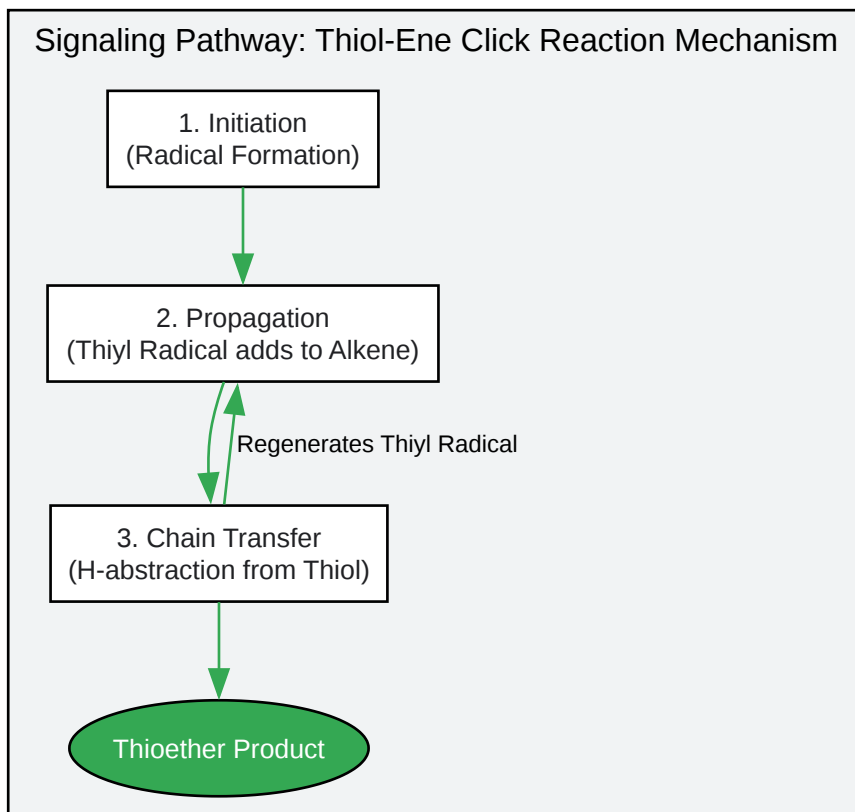 Signaling Pathway: Thiol-Ene Click Reaction Mechanism
1. Initiation
(Radical Formation)
2. Propagation
(Thiyl Radical adds to Alkene)
Regenerates Thiyl Radical
3. Chain Transfer
(H-abstraction from Thiol)
Thioether Product